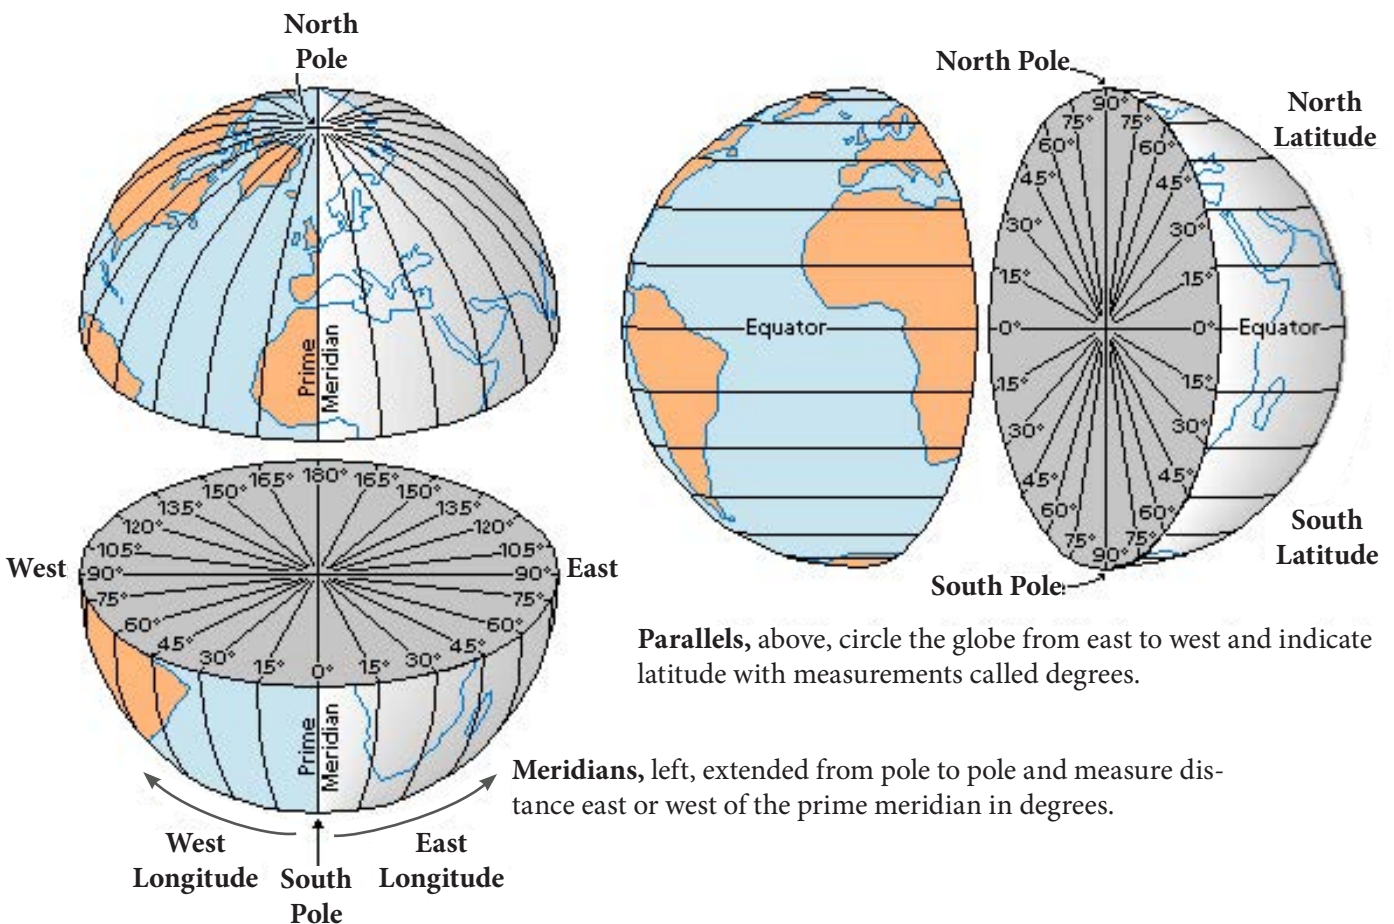 North
Pole
Prime
Meridian
180°
165°
165°
150°
150°
135°
135°
120°
120°
105°
105°
West
90°
90°
East
75°
75°
60°
60°
45°
45°
30°
30°
15°
15°
0°
Prime
Meridian
West
Longitude
South
Pole
East
Longitude
North Pole
North
Latitude
90°
75°
75°
60°
60°
45°
45°
30°
30°
15°
15°
Equator
0°
0°
Equator
15°
15°
30°
30°
45°
45°
60°
60°
75°
75°
90°
South
Latitude
South Pole
Parallels, above, circle the globe from east to west and indicate
latitude with measurements called degrees.
Meridians, left, extended from pole to pole and measure dis-
tance east or west of the prime meridian in degrees.